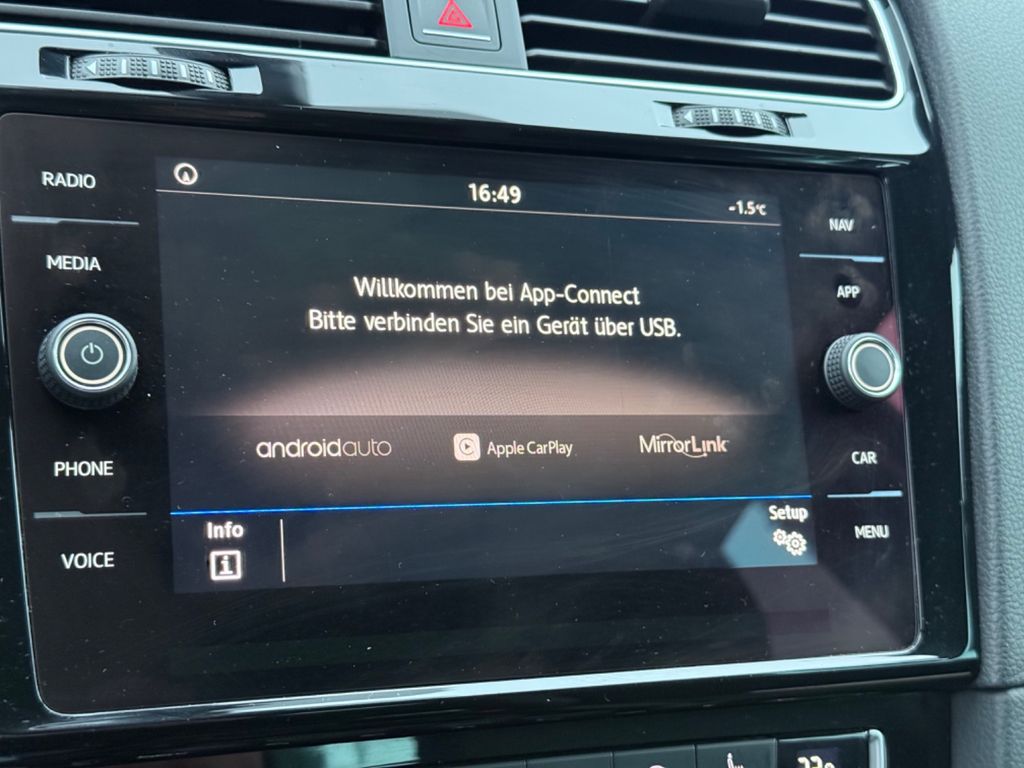 RADIO
MEDIA
PHONE
VOICE
16:49
-1.5°C
Willkommen bei App-Connect
Bitte verbinden Sie ein Gerät über USB.
androidauto
Apple CarPlay
MirrorLink
Info
Setup
NAV
APP
CAR
MENU